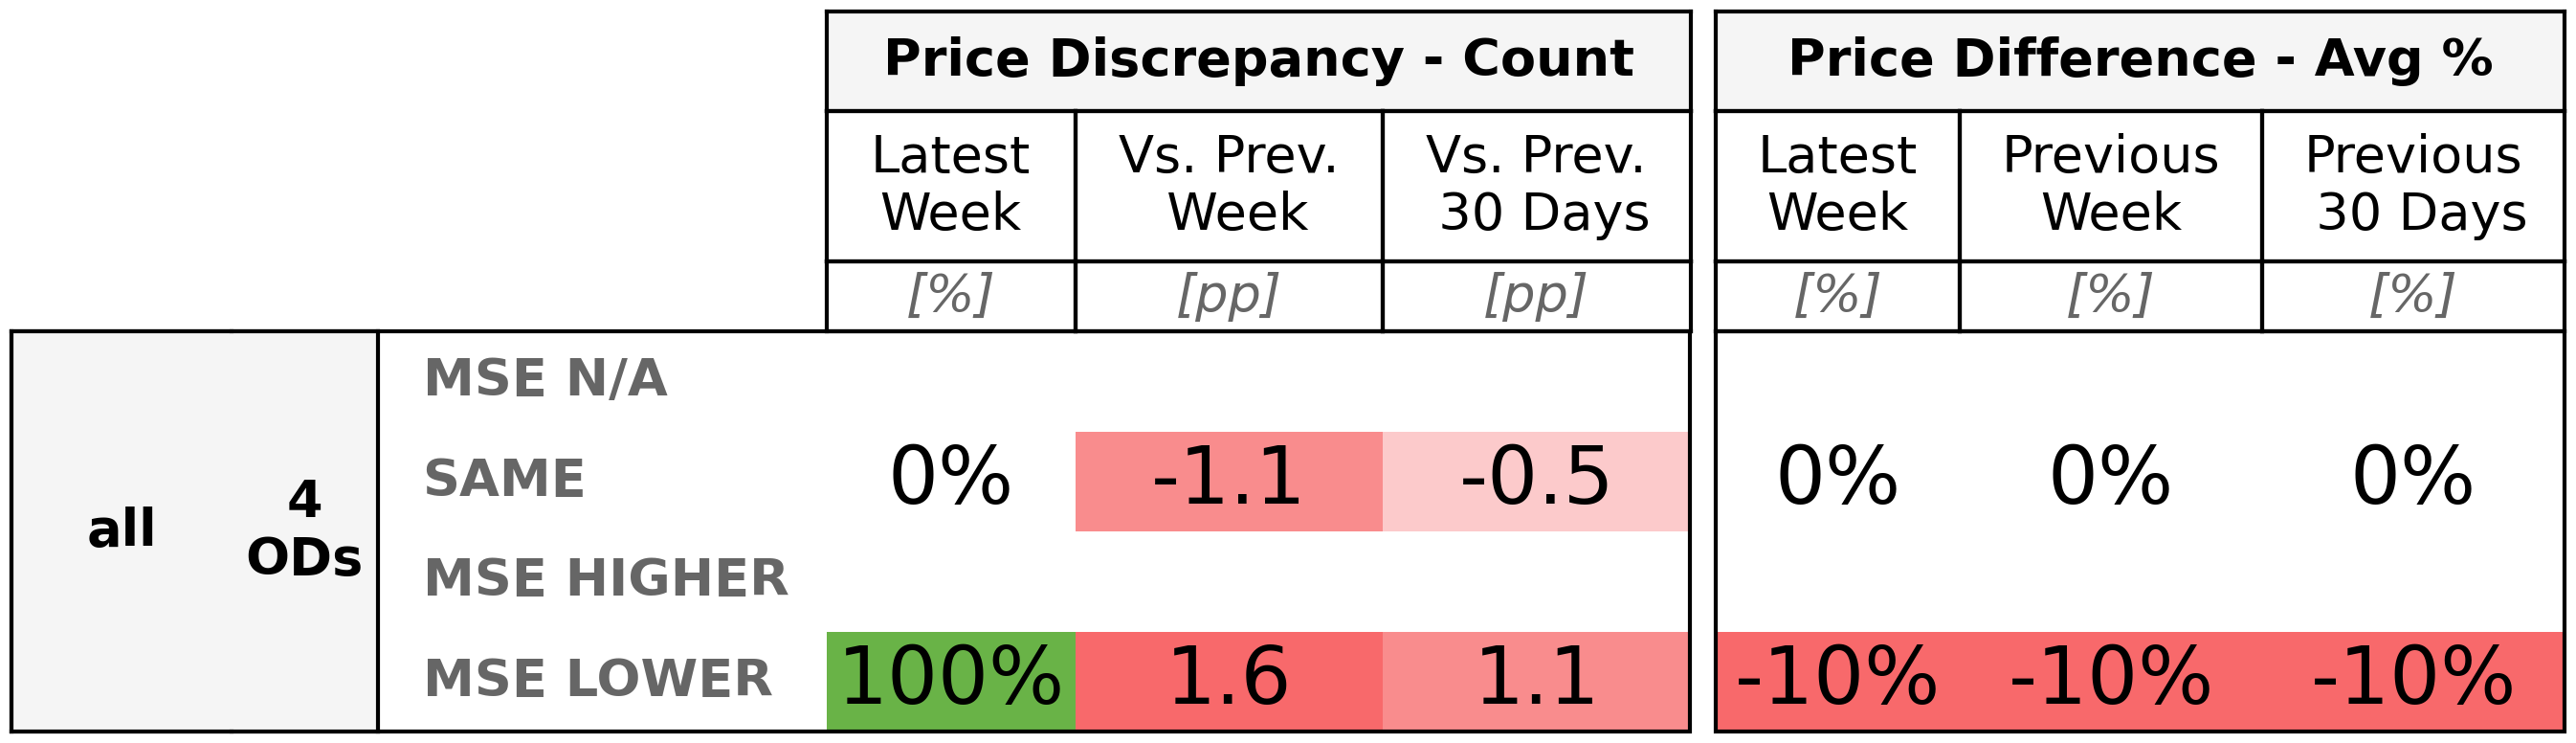 Price Discrepancy - Count Price Difference - Avg %
Latest Week Vs. Prev. Week Vs. Prev. 30 Days Latest Week Previous Week Previous 30 Days
[%] [pp] [pp] [%] [%] [%]
all 4 ODs
MSE N/A
SAME 0% -1.1 -0.5 0% 0% 0%
MSE HIGHER
MSE LOWER 100% 1.6 1.1 -10% -10% -10%